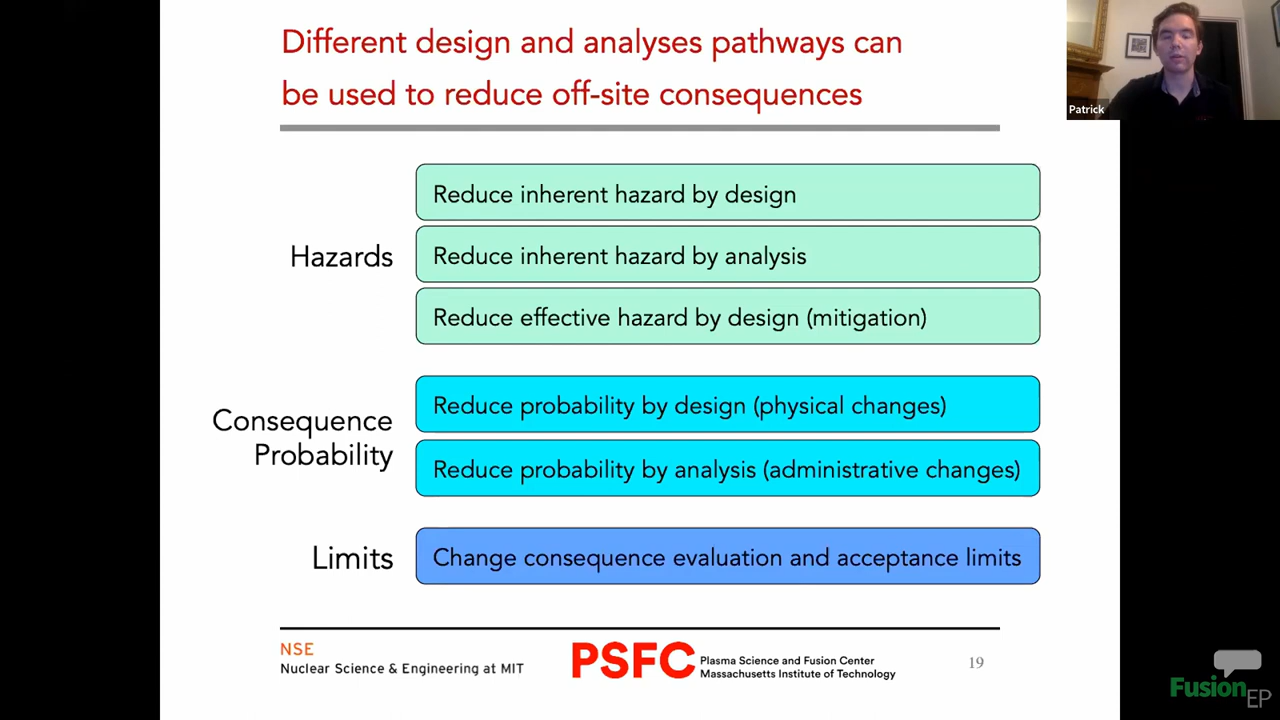 Different design and analyses pathways can
be used to reduce off-site consequences
Patrick
Hazards
Reduce inherent hazard by design
Reduce inherent hazard by analysis
Reduce effective hazard by design (mitigation)
Consequence
Probability
Reduce probability by design (physical changes)
Reduce probability by analysis (administrative changes)
Limits
Change consequence evaluation and acceptance limits
NSE
Nuclear Science & Engineering at MIT
PSFC
Plasma Science and Fusion Center
Massachusetts Institute of Technology
19
Fusion
EP